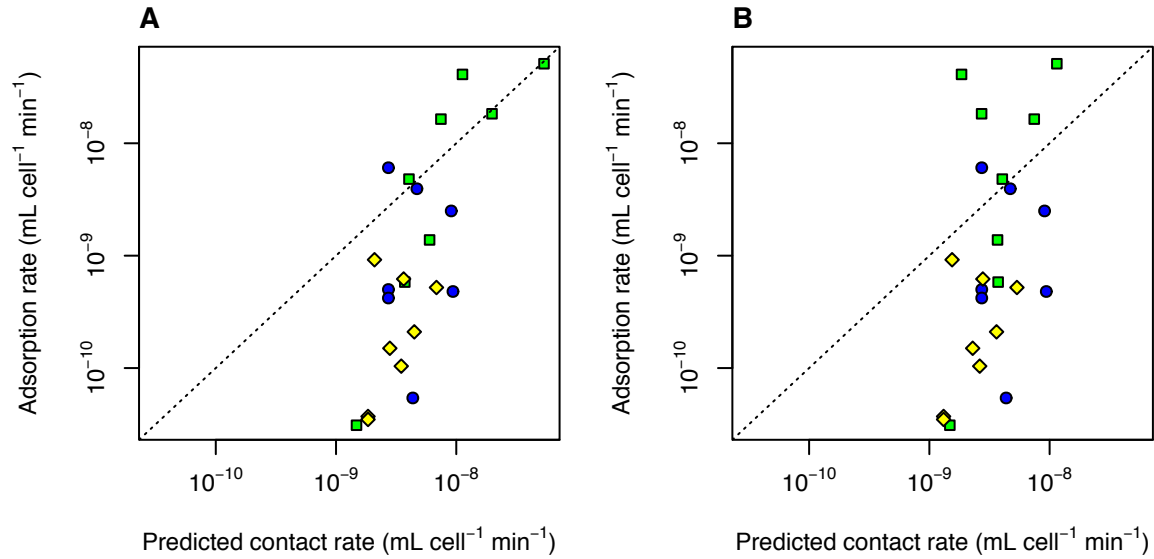 A
Adsorption rate (mL cell⁻¹ min⁻¹)
10⁻⁸
10⁻⁹
10⁻¹⁰
10⁻¹⁰ 10⁻⁹ 10⁻⁸
Predicted contact rate (mL cell⁻¹ min⁻¹)
B
Adsorption rate (mL cell⁻¹ min⁻¹)
10⁻⁸
10⁻⁹
10⁻¹⁰
10⁻¹⁰ 10⁻⁹ 10⁻⁸
Predicted contact rate (mL cell⁻¹ min⁻¹)